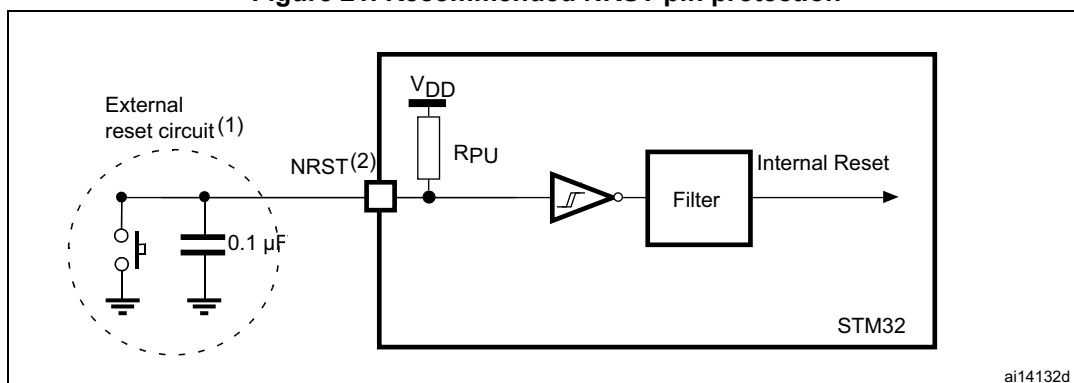 Figure 21. Recommended NRST pin protection
External
reset circuit(1)
VDD
NRST(2)
RPU
Filter
Internal Reset
0.1 µF
STM32
ai14132d